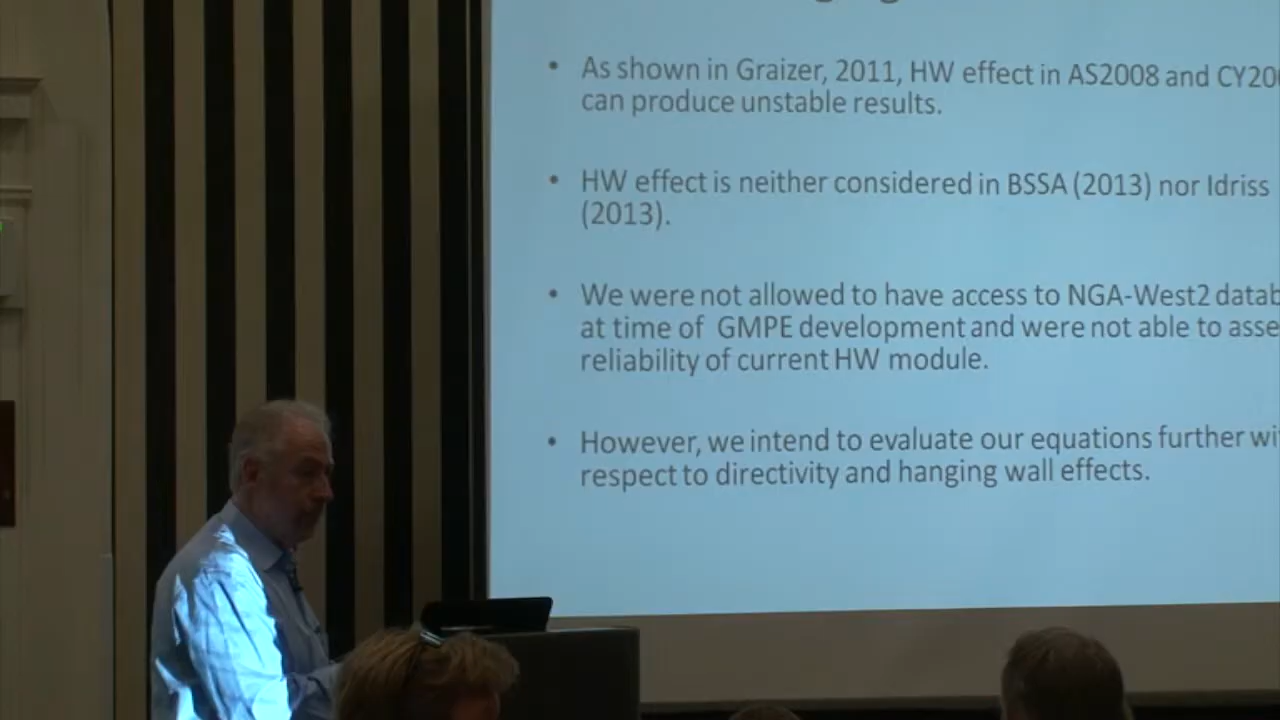 • As shown in Graizer, 2011, HW effect in AS2008 and
can produce unstable results.
• HW effect is neither considered in BSSA (2013) nor Idriss
(2013).
• We were not allowed to have access to NGA-West2
at time of GMPE development and were not able to
reliability of current HW module.
• However, we intend to evaluate our equations further
respect to directivity and hanging wall effects.